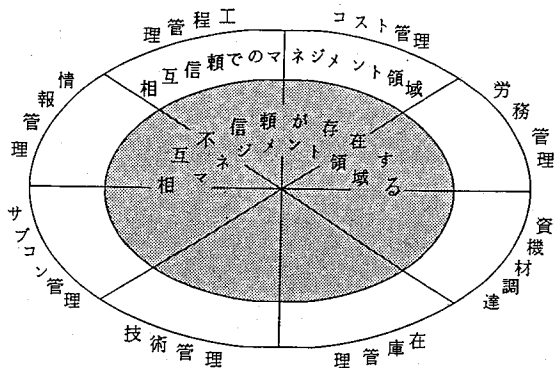 工程管理
コスト管理
労務管理
資機材調達
在庫管理
技術管理
サブコン管理
情報管理
相互信頼でのマネジメント領域
相互不信頼が存在する
マネジメント領域